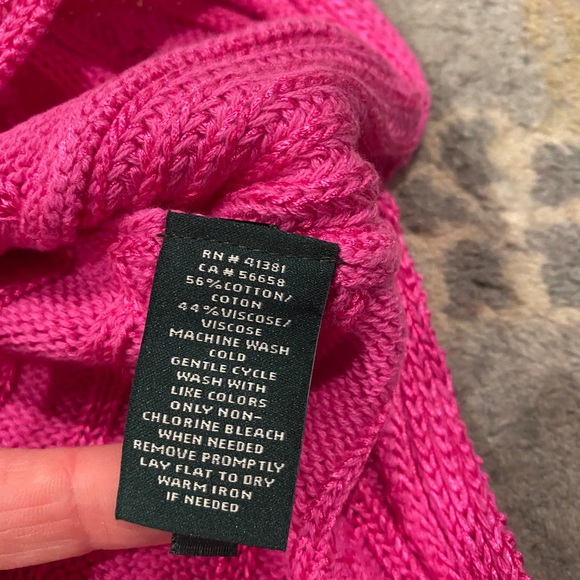 RN # 41381
CA # 56658
56%COTTON/
COTON
44%VISCOSE/
VISCOSE
MACHINE WASH
COLD
GENTLE CYCLE
WASH WITH
LIKE COLORS
ONLY NON-
CHLORINE BLEACH
WHEN NEEDED
REMOVE PROMPTLY
LAY FLAT TO DRY
WARM IRON
IF NEEDED